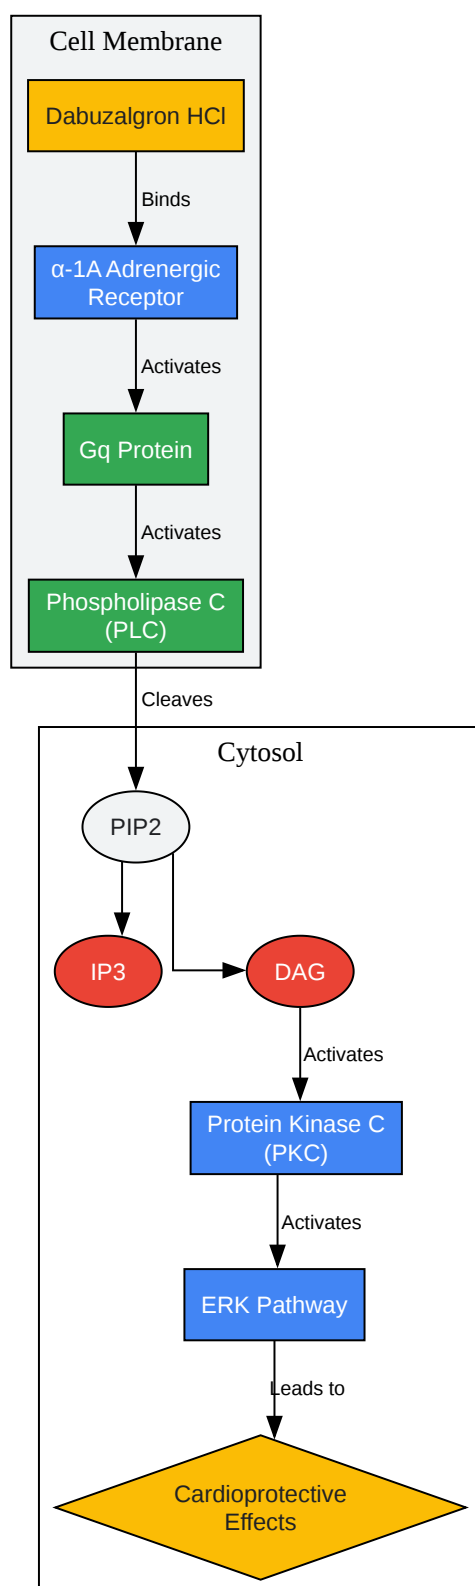 Cell Membrane
Dabuzalgron HCl
Binds
α-1A Adrenergic
Receptor
Activates
Gq Protein
Activates
Phospholipase C
(PLC)
Cleaves
Cytosol
PIP2
IP3
DAG
Activates
Protein Kinase C
(PKC)
Activates
ERK Pathway
Leads to
Cardioprotective
Effects